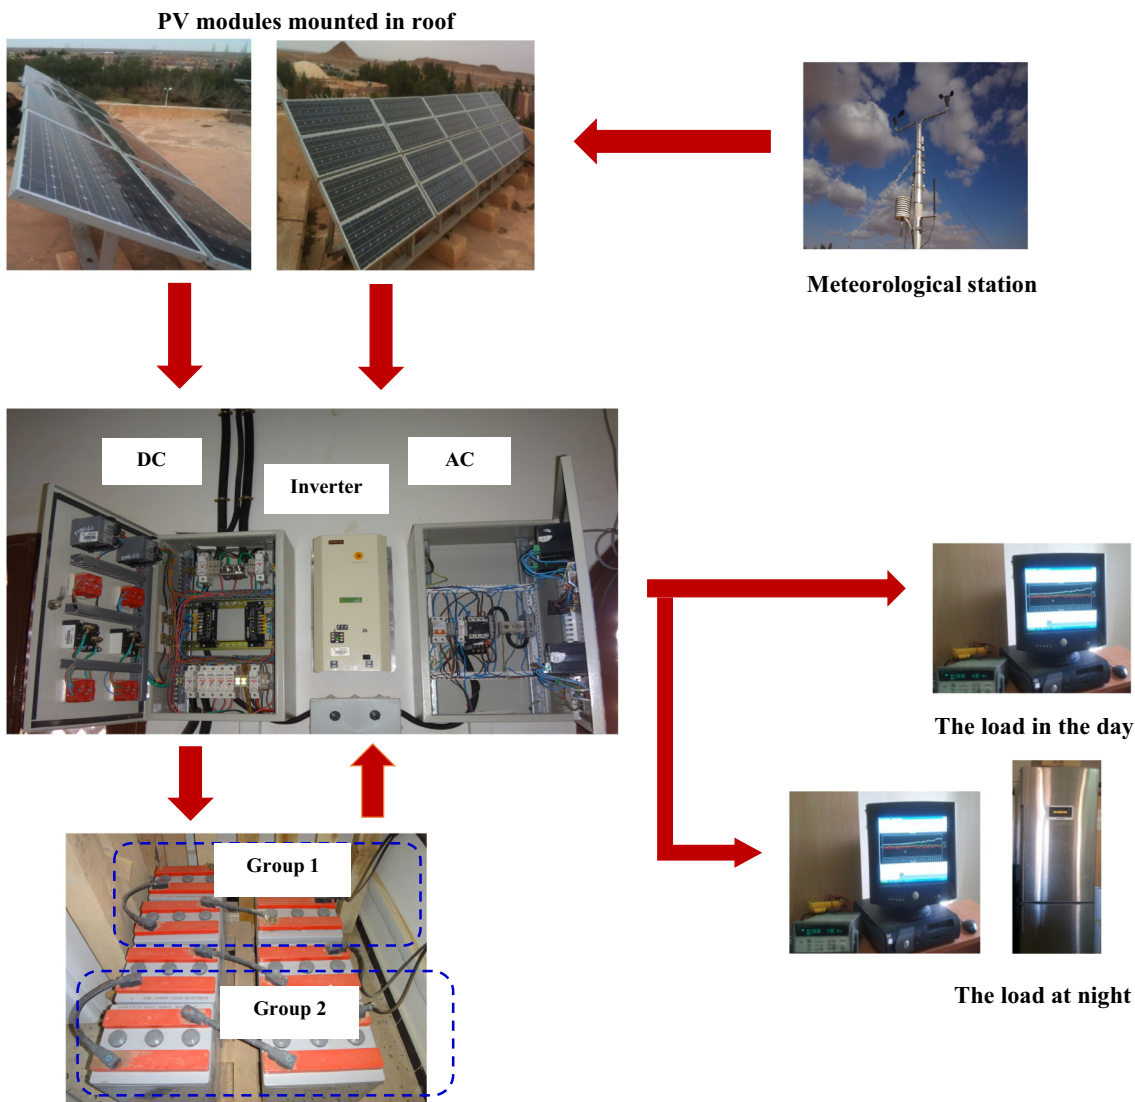 PV modules mounted in roof
Meteorological station
DC
AC
Inverter
The load in the day
Group 1
Group 2
The load at night